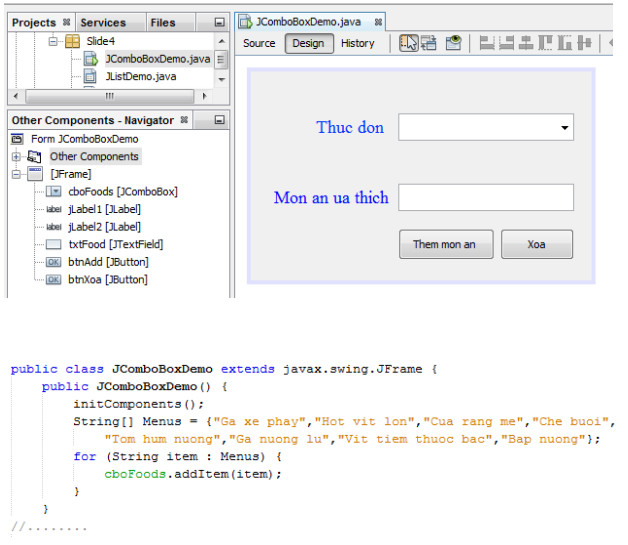 Projects Services Files
Slide4
JComboBoxDemo.java
JListDemo.java
Other Components - Navigator
Form JComboBoxDemo
Other Components
[JFrame]
cboFoods [JComboBox]
label jLabel1 [JLabel]
label jLabel2 [JLabel]
txtFood [JTextField]
OK btnAdd [JButton]
OK btnXoa [JButton]
JComboBoxDemo.java
Source Design History
Thuc don
Mon an ua thich
Them mon an Xoa
public class JComboBoxDemo extends javax.swing.JFrame {
public JComboBoxDemo() {
initComponents();
String[] Menus = {"Ga xe phay","Hot vit lon","Cua rang me","Che buoi",
"Tom hum nuong","Ga nuong lu","Vit tiem thuoc bac","Bap nuong"};
for (String item : Menus) {
cboFoods.addItem(item);
}
}
//........